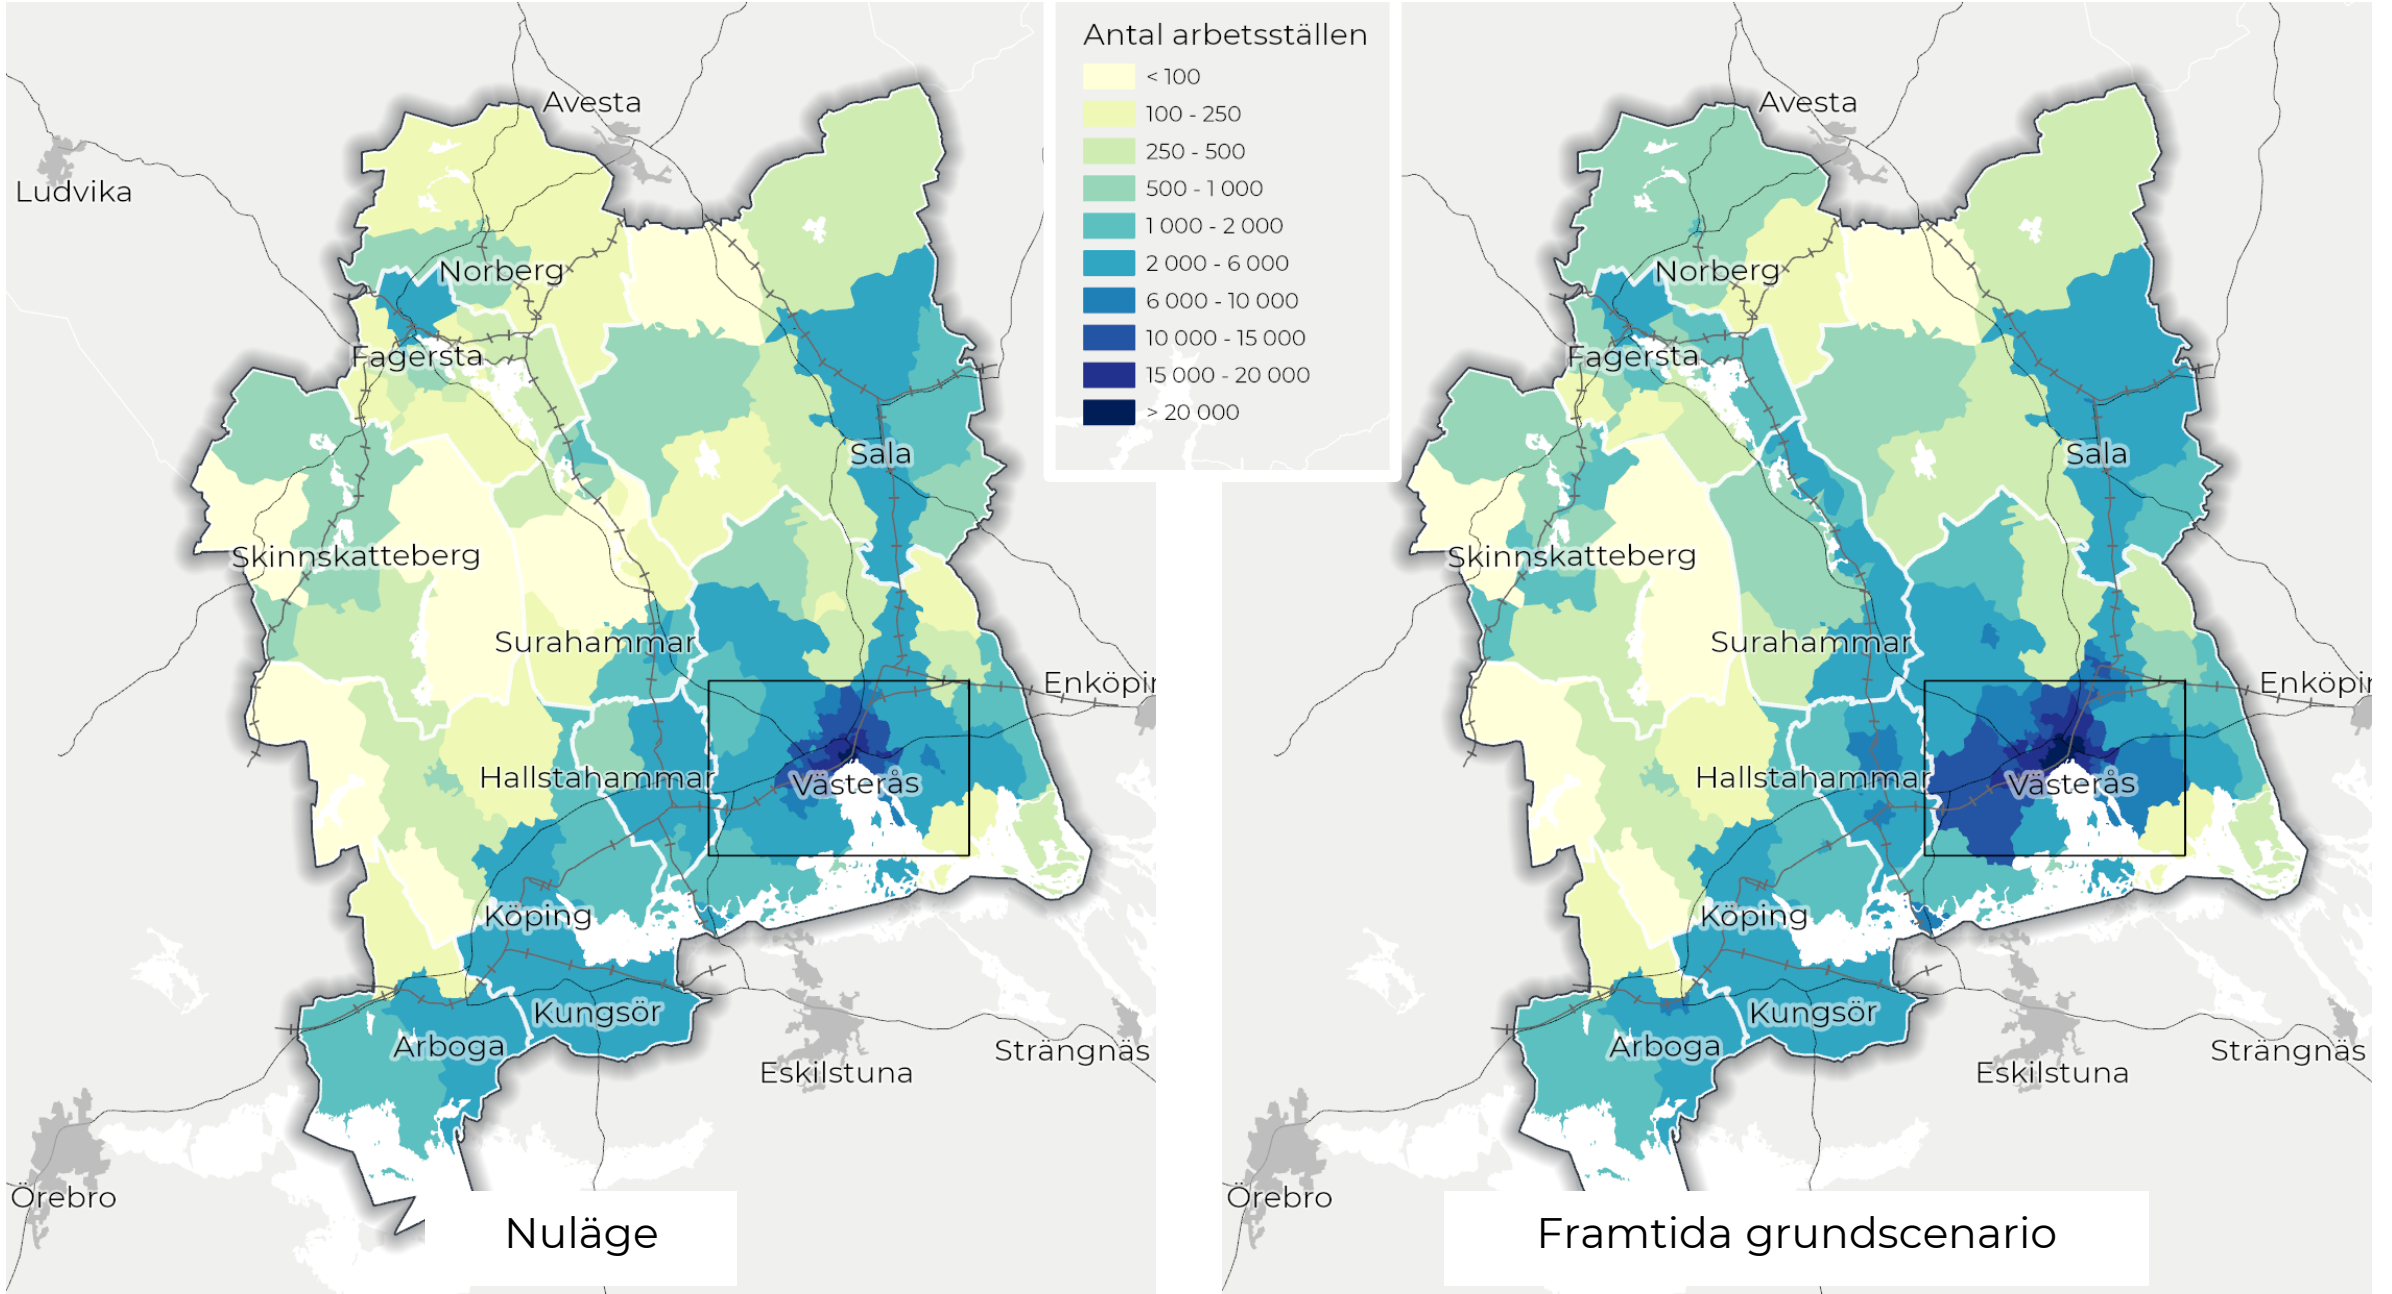 Avesta
Ludvika
Norberg
Fagersta
Sala
Skinnskatteberg
Surahammar
Enköpin
Hallstahammar
Västerås
Köping
Kungsör
Arboga
Strängnäs
Eskilstuna
Örebro
Nuläge
Antal arbetsställen
< 100
100 - 250
250 - 500
500 - 1 000
1 000 - 2 000
2 000 - 6 000
6 000 - 10 000
10 000 - 15 000
15 000 - 20 000
> 20 000
Avesta
Norberg
Fagersta
Sala
Skinnskatteberg
Surahammar
Enköpin
Hallstahammar
Västerås
Köping
Kungsör
Arboga
Strängnäs
Eskilstuna
Örebro
Framtida grundscenario